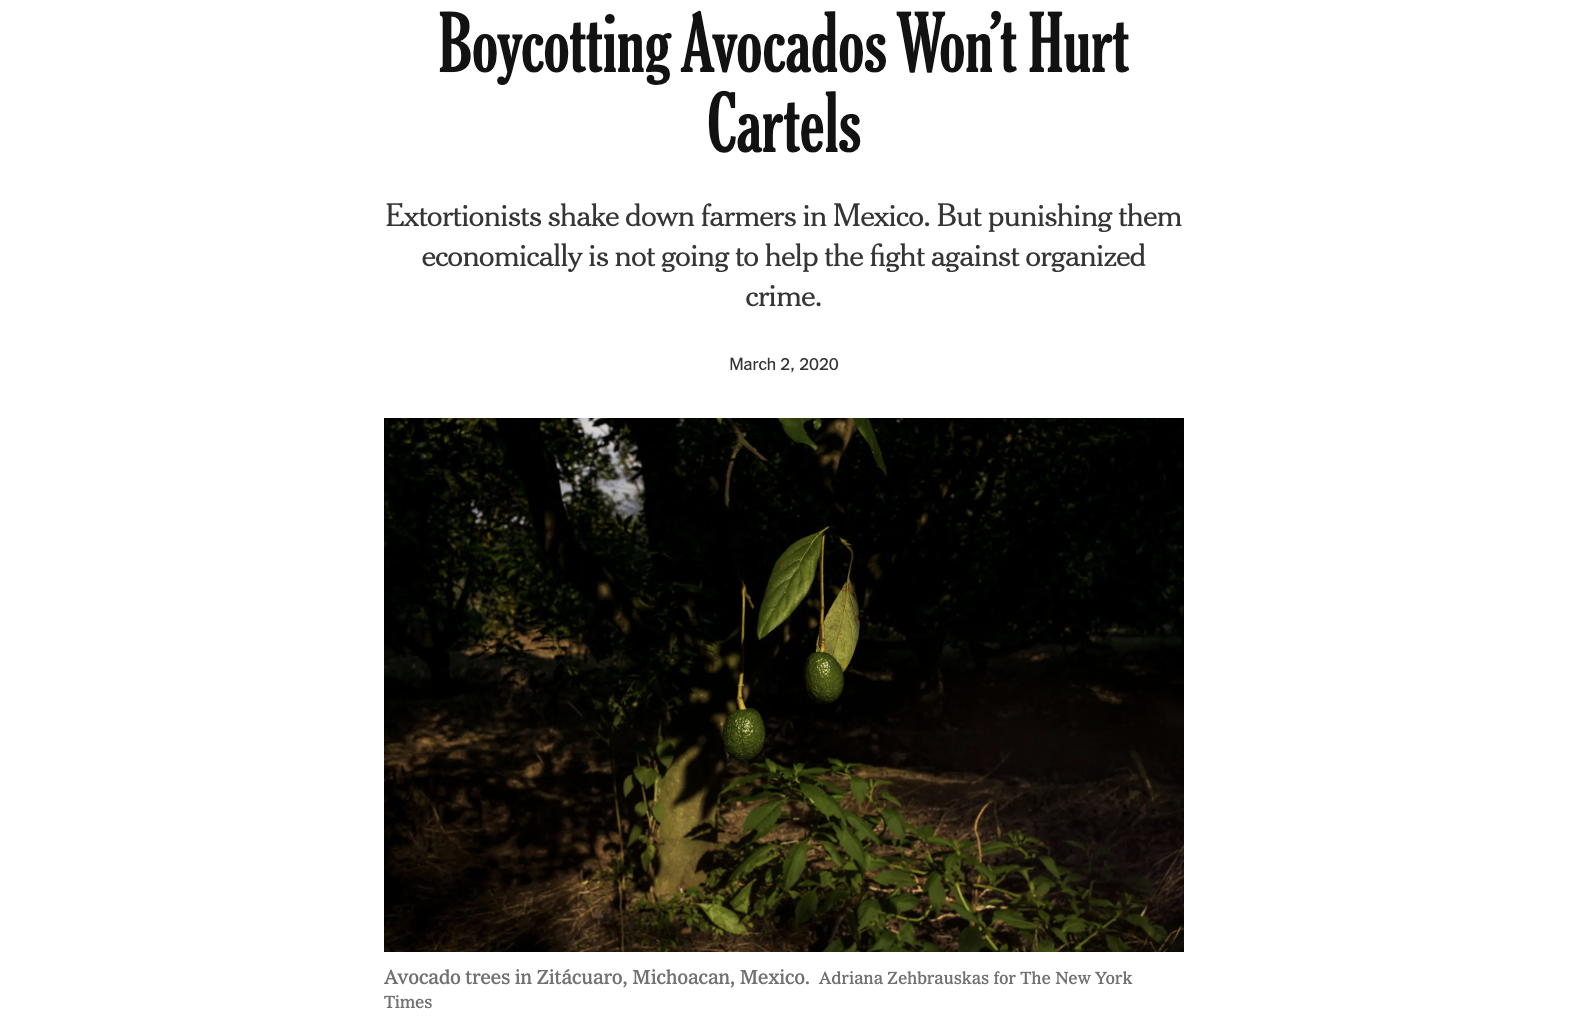 Boycotting Avocados Won’t Hurt
Cartels
Extortionists shake down farmers in Mexico. But punishing them
economically is not going to help the fight against organized
crime.
March 2, 2020
Avocado trees in Zitácuaro, Michoacan, Mexico. Adriana Zehbrauskas for The New York
Times